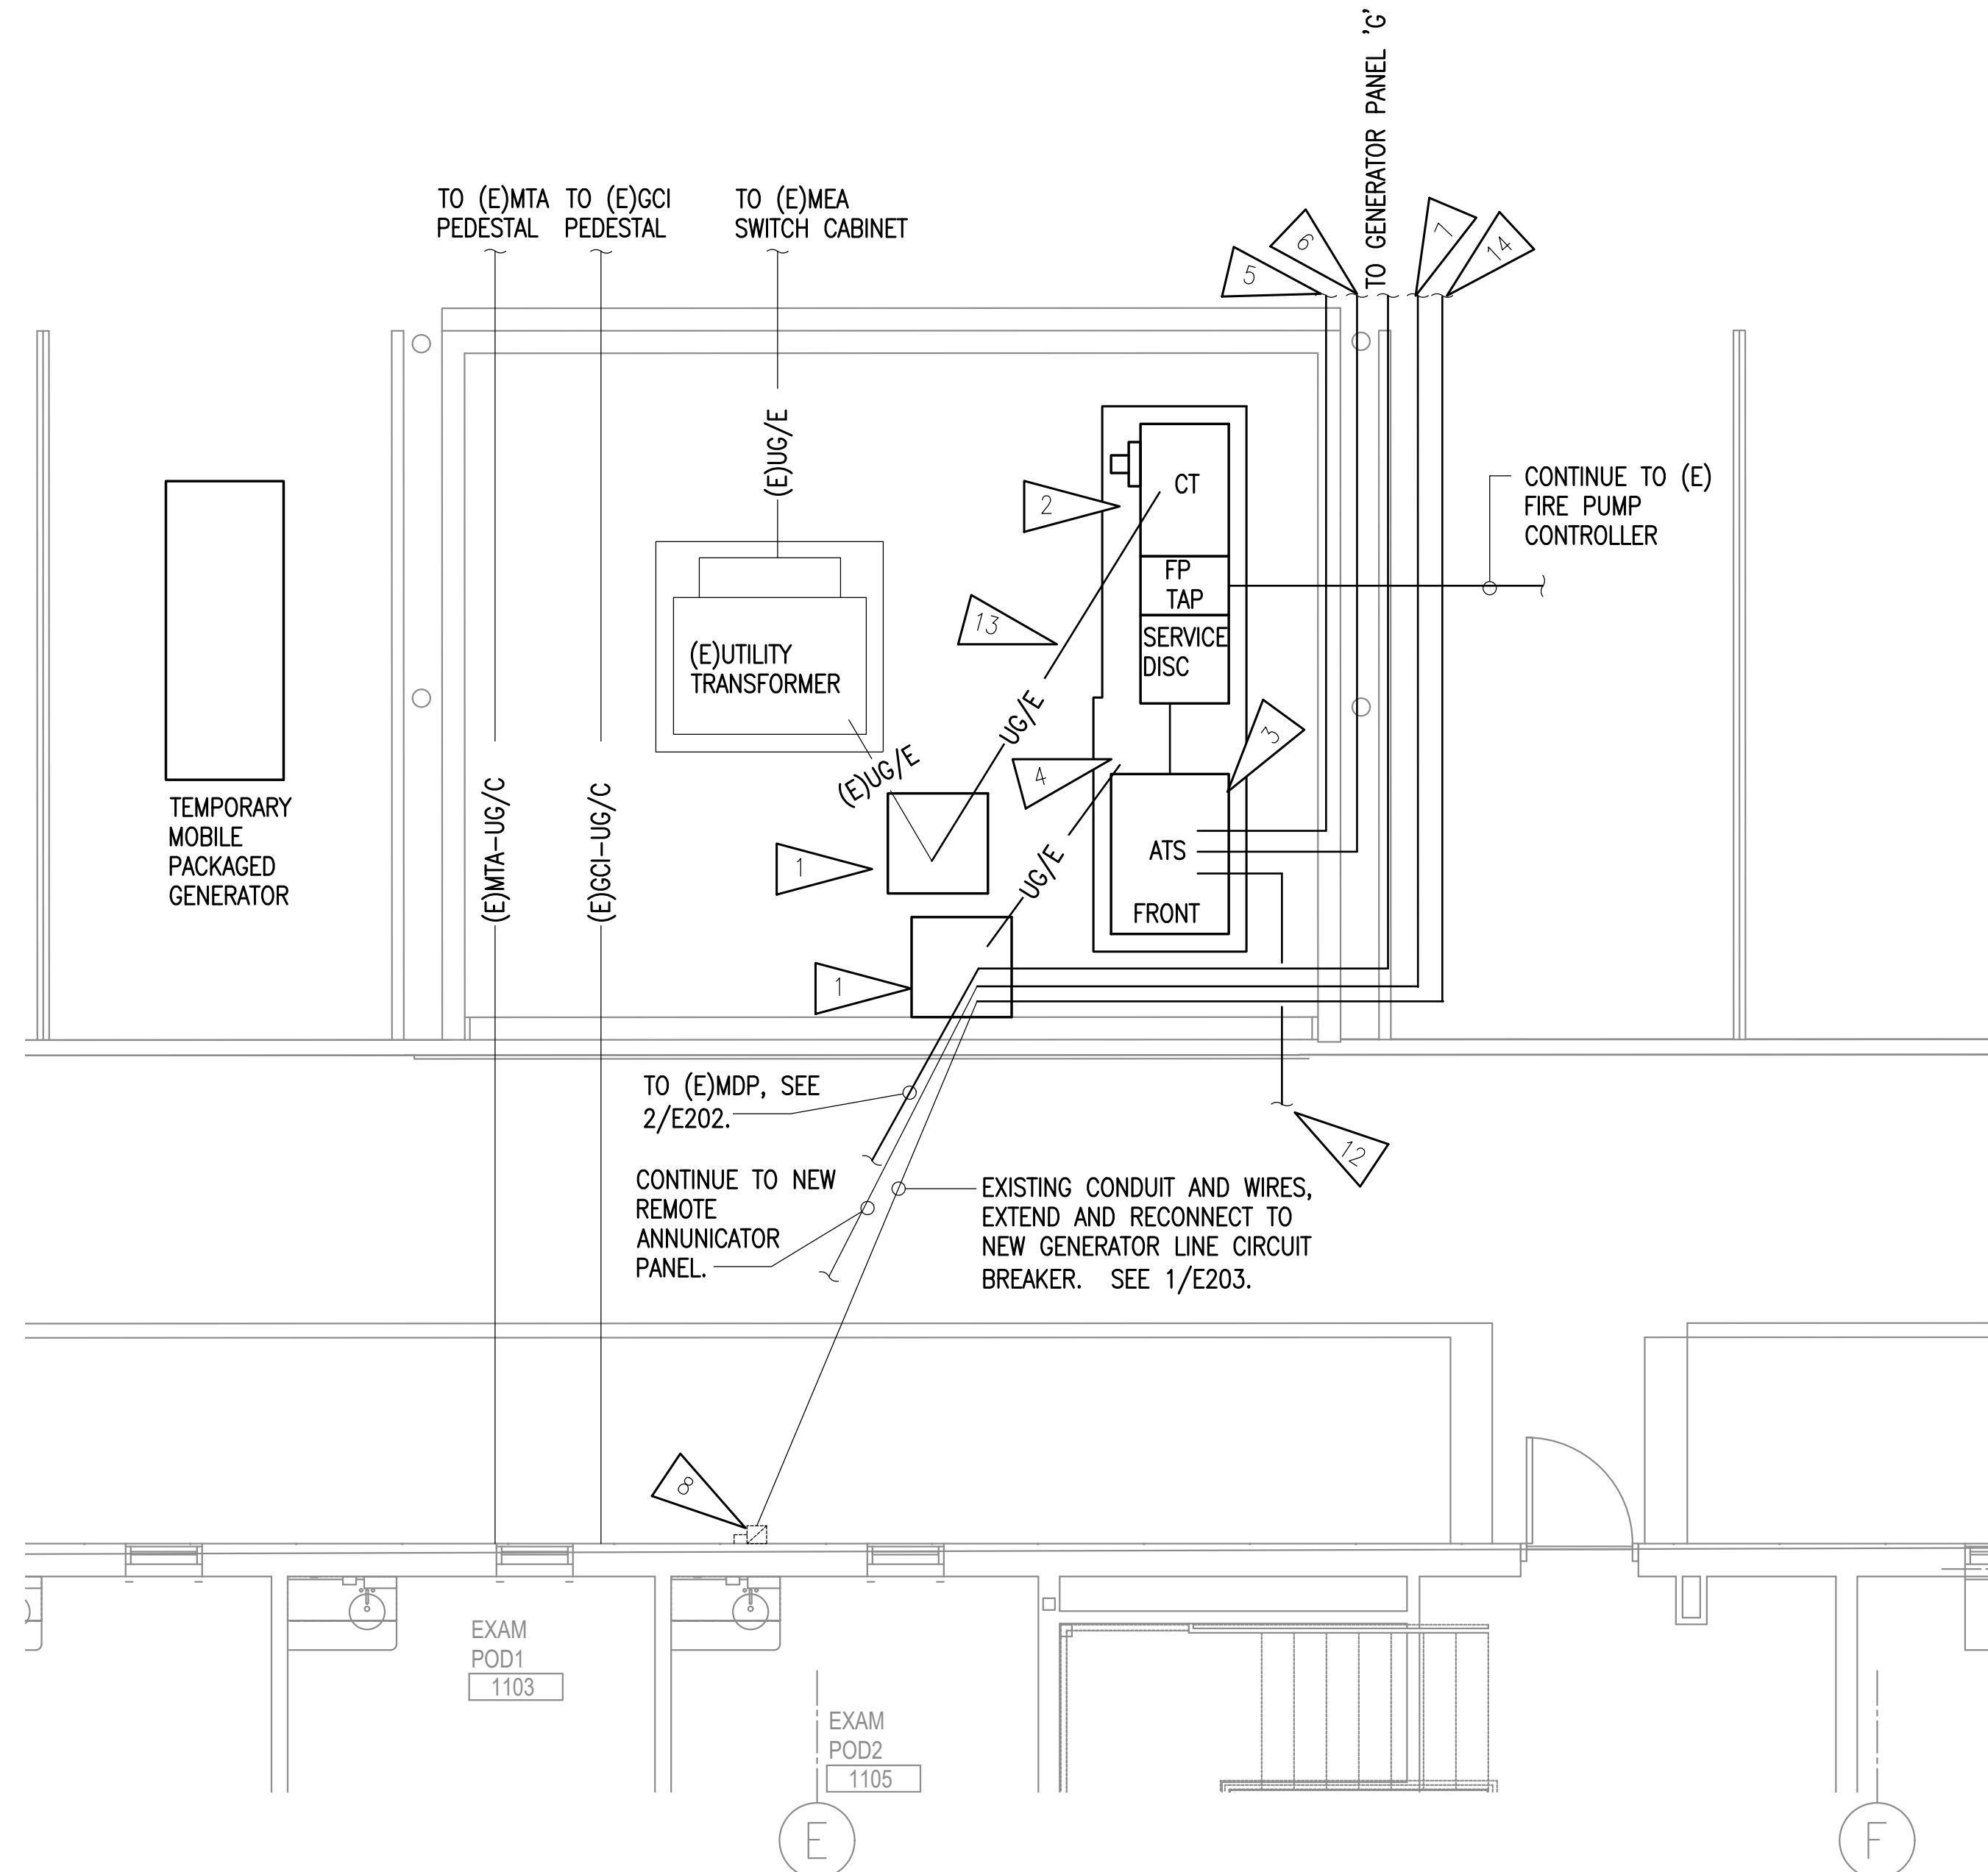 TO GENERATOR PANEL 'G'
TO (E)MTA
PEDESTAL
TO (E)GCI
PEDESTAL
TO (E)MEA
SWITCH CABINET
5
6
7
14
(E)UG/E
2
CT
FP
TAP
SERVICE
DISC
CONTINUE TO (E)
FIRE PUMP
CONTROLLER
13
(E)UTILITY
TRANSFORMER
UG/E
3
(E)UG/E
4
TEMPORARY
MOBILE
PACKAGED
GENERATOR
(E)MTA-UG/C
(E)GCI-UG/C
1
UG/E
ATS
FRONT
1
TO (E)MDP, SEE
2/E202.
12
CONTINUE TO NEW
REMOTE
ANNUNICATOR
PANEL.
EXISTING CONDUIT AND WIRES,
EXTEND AND RECONNECT TO
NEW GENERATOR LINE CIRCUIT
BREAKER. SEE 1/E203.
8
EXAM
POD1
1103
EXAM
POD2
1105
E
F